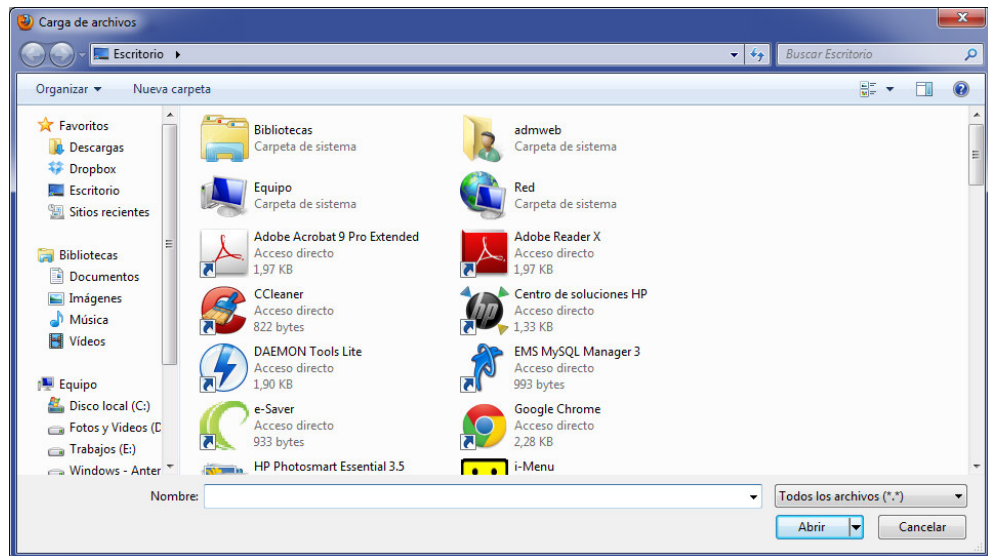 Carga de archivos
Escritorio
Buscar Escritorio
Organizar
Nueva carpeta
Favoritos
Descargas
Dropbox
Escritorio
Sitios recientes
Bibliotecas
Documentos
Imágenes
Música
Vídeos
Equipo
Disco local (C:)
Fotos y Videos (D
Trabajos (E:)
Windows - Anter
Bibliotecas
Carpeta de sistema
admweb
Carpeta de sistema
Equipo
Carpeta de sistema
Red
Carpeta de sistema
Adobe Acrobat 9 Pro Extended
Acceso directo
1,97 KB
Adobe Reader X
Acceso directo
1,97 KB
CCleaner
Acceso directo
822 bytes
Centro de soluciones HP
Acceso directo
1,33 KB
DAEMON Tools Lite
Acceso directo
1,90 KB
EMS MySQL Manager 3
Acceso directo
993 bytes
e-Saver
Acceso directo
933 bytes
Google Chrome
Acceso directo
2,28 KB
HP Photosmart Essential 3.5
i-Menu
Nombre:
Todos los archivos (*.*)
Abrir
Cancelar